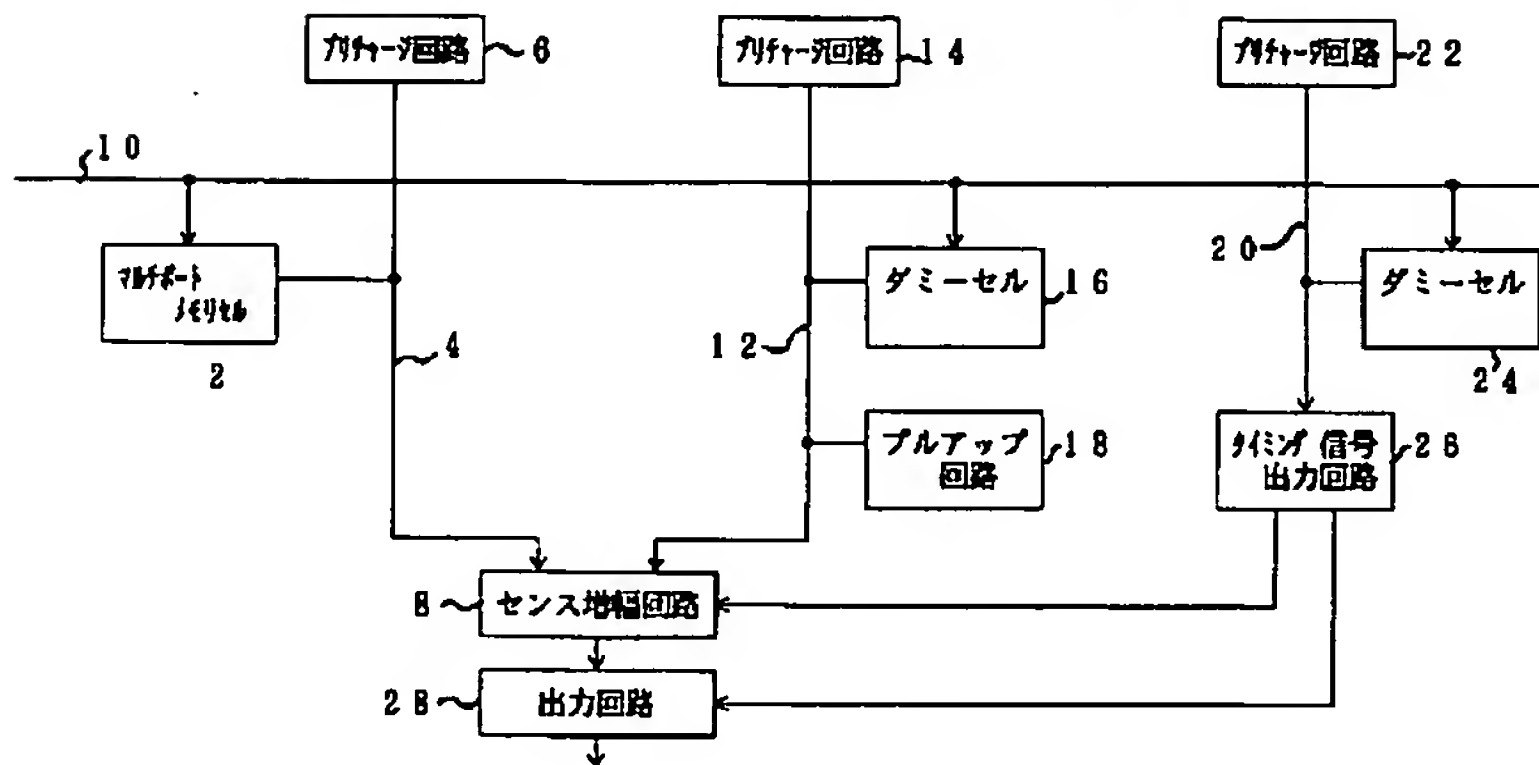 プリチャージ回路 6
プリチャージ回路 14
プリチャージ回路 22
10
マルチポート
メモリセル
2
4
ダミーセル 16
12
20
ダミーセル
24
プルアップ
回路 18
タイミング信号
出力回路 26
8 センス増幅回路
28 出力回路